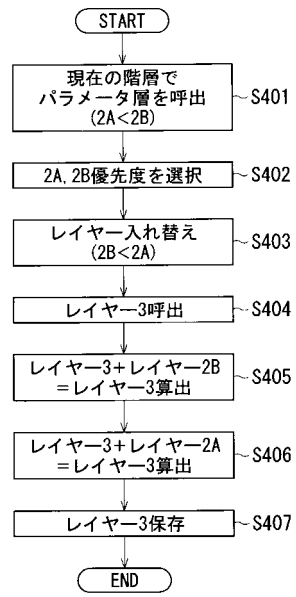 START
現在の階層で
パラメータ層を呼出
(2A<2B)
S401
2A,2B優先度を選択
S402
レイヤー入れ替え
(2B<2A)
S403
レイヤー3呼出
S404
レイヤー3+レイヤー2B
=レイヤー3算出
S405
レイヤー3+レイヤー2A
=レイヤー3算出
S406
レイヤー3保存
S407
END